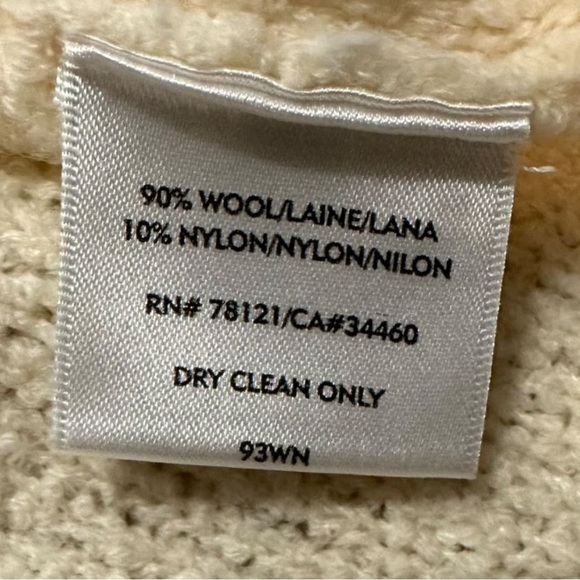 90% WOOL/LAINE/LANA
10% NYLON/NYLON/NILON
RN# 78121/CA#34460
DRY CLEAN ONLY
93WN